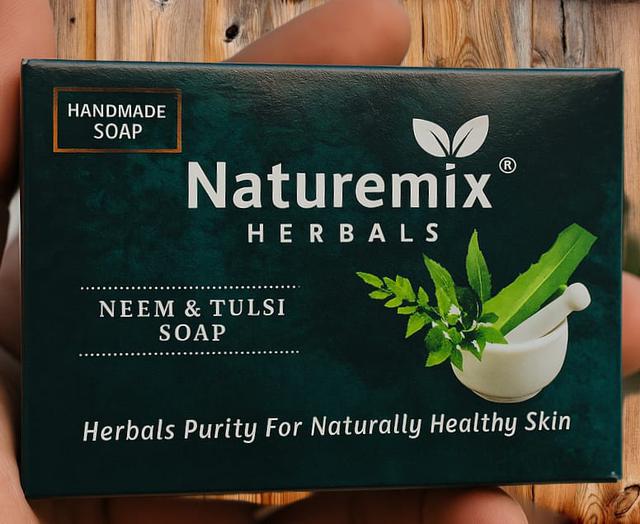 HANDMADE
SOAP
Naturemix®
HERBALS
NEEM & TULSI
SOAP
Herbals Purity For Naturally Healthy Skin